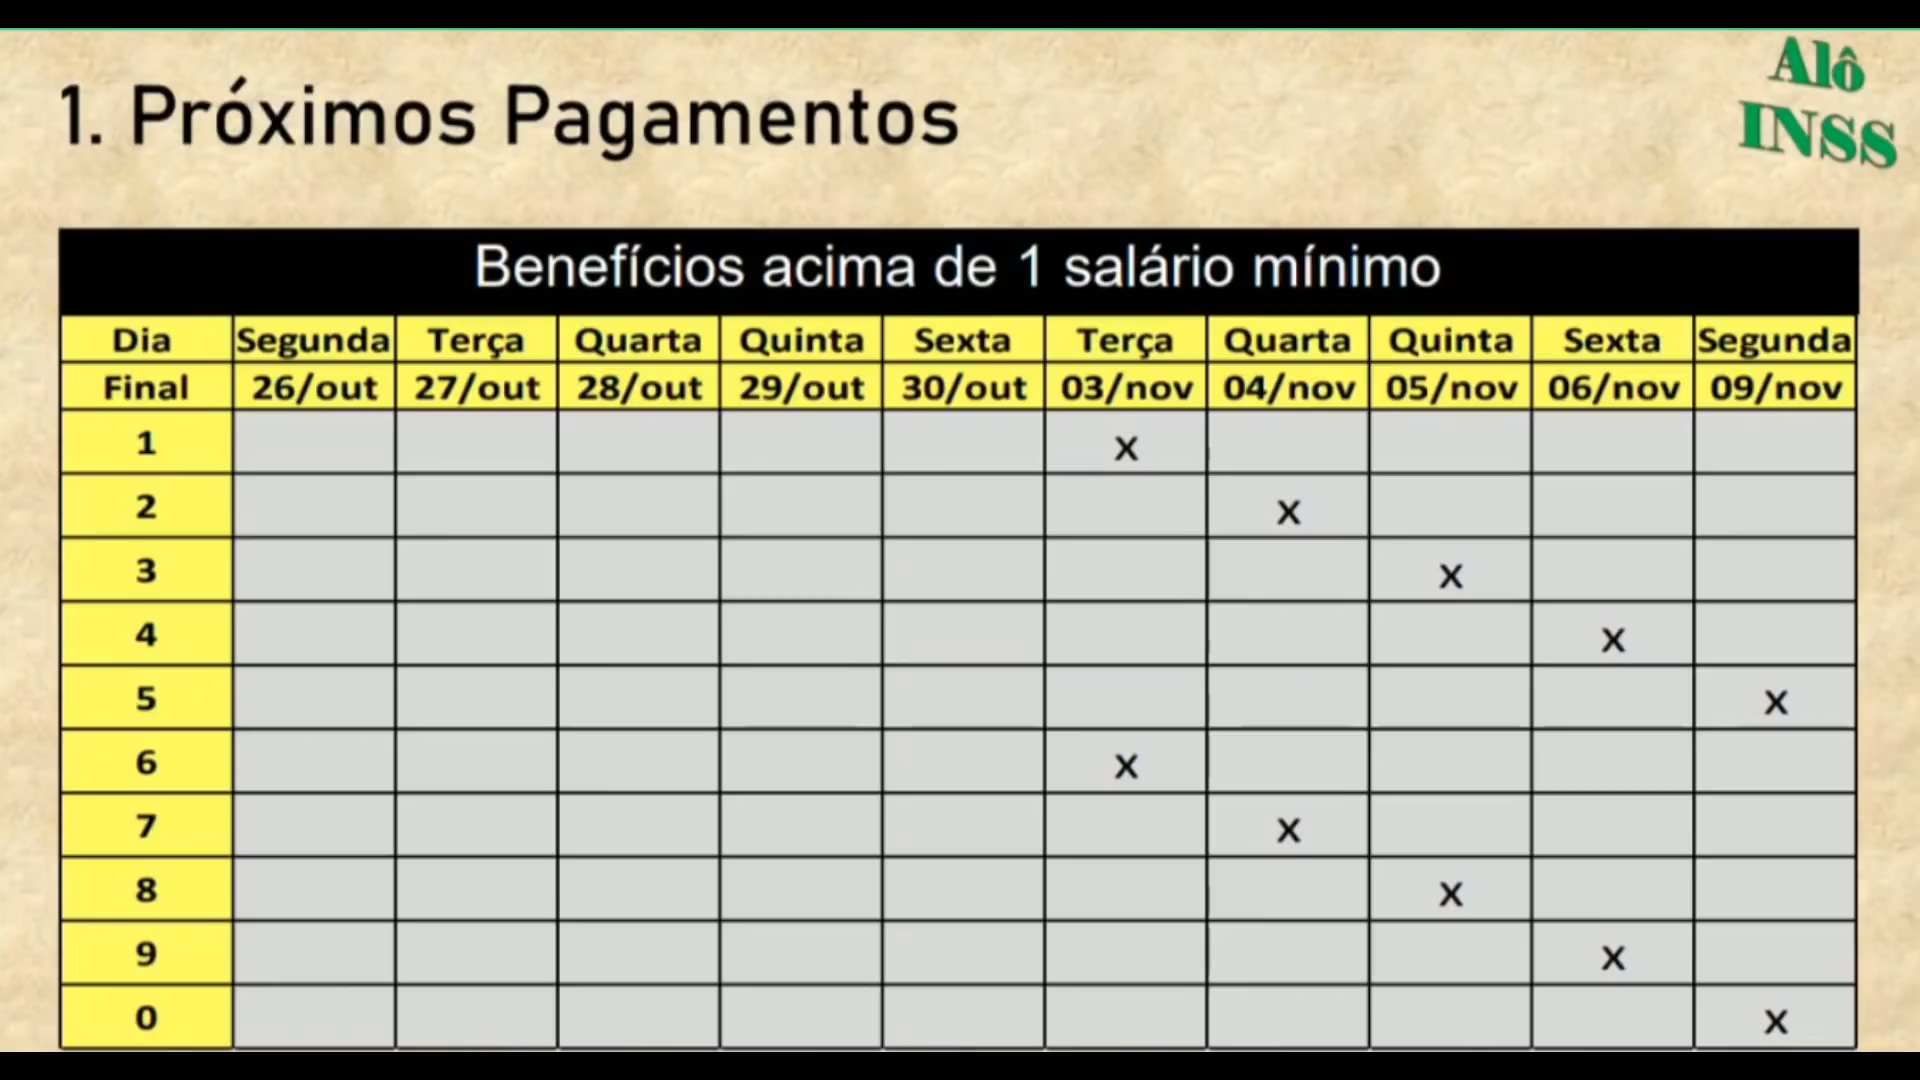 1. Próximos Pagamentos
Alô
INSS
Benefícios acima de 1 salário mínimo
Dia Segunda Terça Quarta Quinta Sexta Terça Quarta Quinta Sexta Segunda
Final 26/out 27/out 28/out 29/out 30/out 03/nov 04/nov 05/nov 06/nov 09/nov
1 x
2 x
3 x
4 x
5 x
6 x
7 x
8 x
9 x
0 x